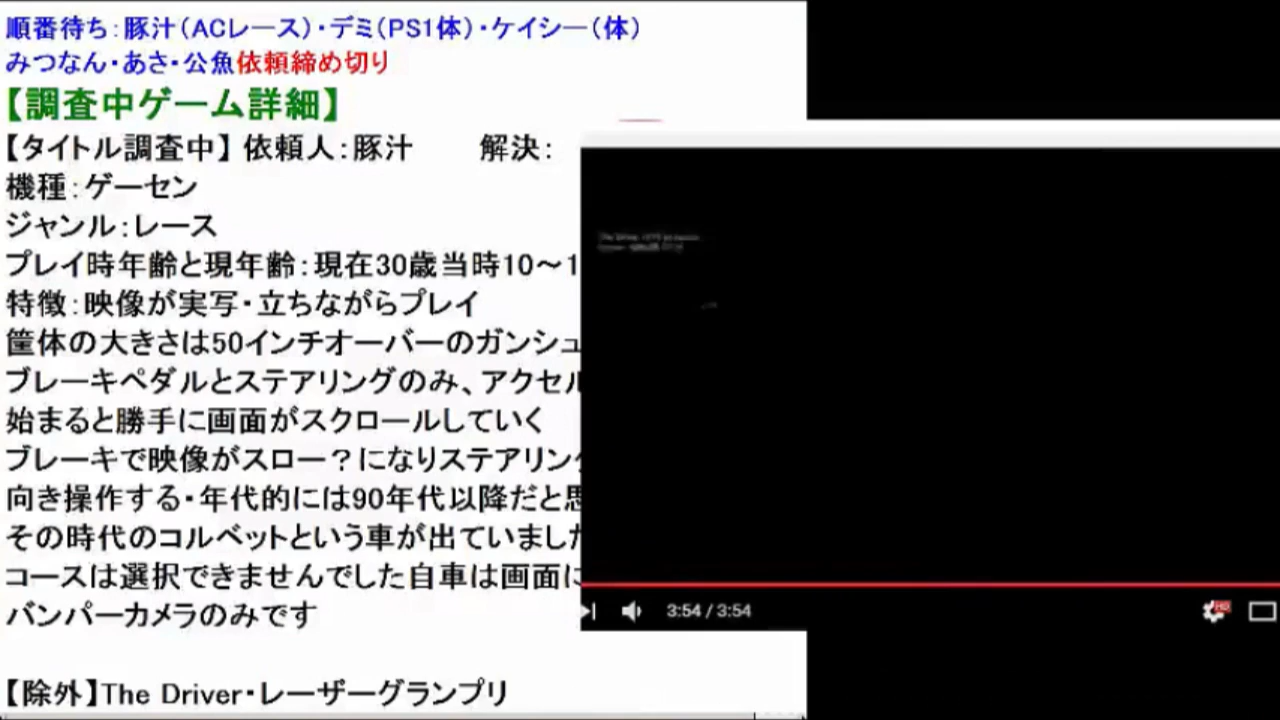 順番待ち：豚汁（ACレース）・デミ（PS1体）・ケイシー（体）
みつなん・あさ・公魚依頼締め切り
【調査中ゲーム詳細】
【タイトル調査中】依頼人：豚汁　　解決：
機種：ゲーセン
ジャンル：レース
プレイ時年齢と現年齢：現在30歳当時10～1
特徴：映像が実写・立ちながらプレイ
筐体の大きさは50インチオーバーのガンシュ
ブレーキペダルとステアリングのみ、アクセル
始まると勝手に画面がスクロールしていく
ブレーキで映像がスロー？になりステアリング
向き操作する・年代的には90年代以降だと思
その時代のコルベットという車が出ていました
コースは選択できませんでした自車は画面に
バンパーカメラのみです
【除外】The Driver・レーザーグランプリ
3:54 / 3:54
HD